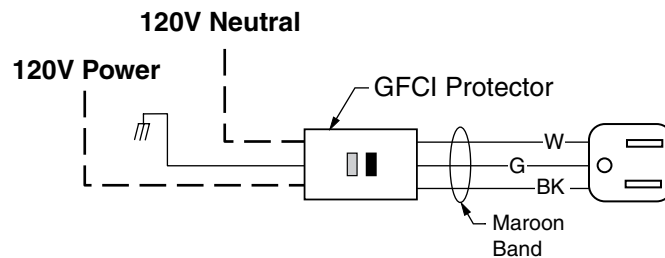 120V Neutral
120V Power
GFCI Protector
W
G
BK
Maroon
Band